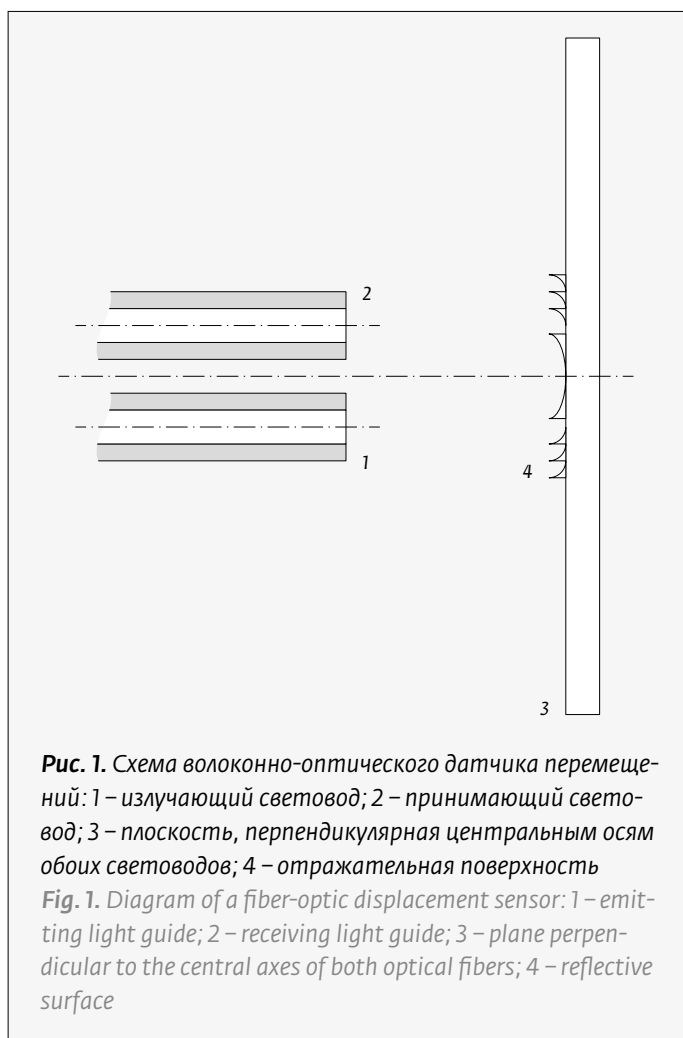 2
1
4
3
Рис. 1. Схема волоконно-оптического датчика перемеще-
ний: 1 – излучающий световод; 2 – принимающий свето-
вод; 3 – плоскость, перпендикулярная центральным осям
обоих световодов; 4 – отражательная поверхность
Fig. 1. Diagram of a fiber-optic displacement sensor: 1 – emit-
ting light guide; 2 – receiving light guide; 3 – plane perpen-
dicular to the central axes of both optical fibers; 4 – reflective
surface